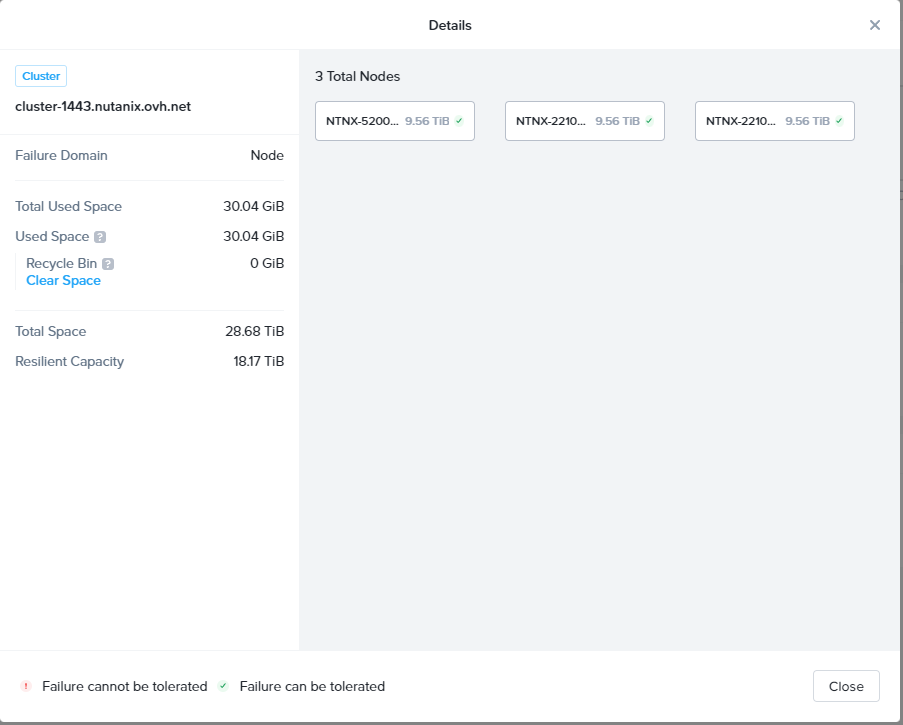 Details
Cluster
cluster-1443.nutanix.ovh.net
Failure Domain Node
Total Used Space 30.04 GiB
Used Space ? 30.04 GiB
Recycle Bin ? 0 GiB
Clear Space
Total Space 28.68 TiB
Resilient Capacity 18.17 TiB
3 Total Nodes
NTNX-5200... 9.56 TiB
NTNX-2210... 9.56 TiB
NTNX-2210... 9.56 TiB
! Failure cannot be tolerated
Failure can be tolerated
Close